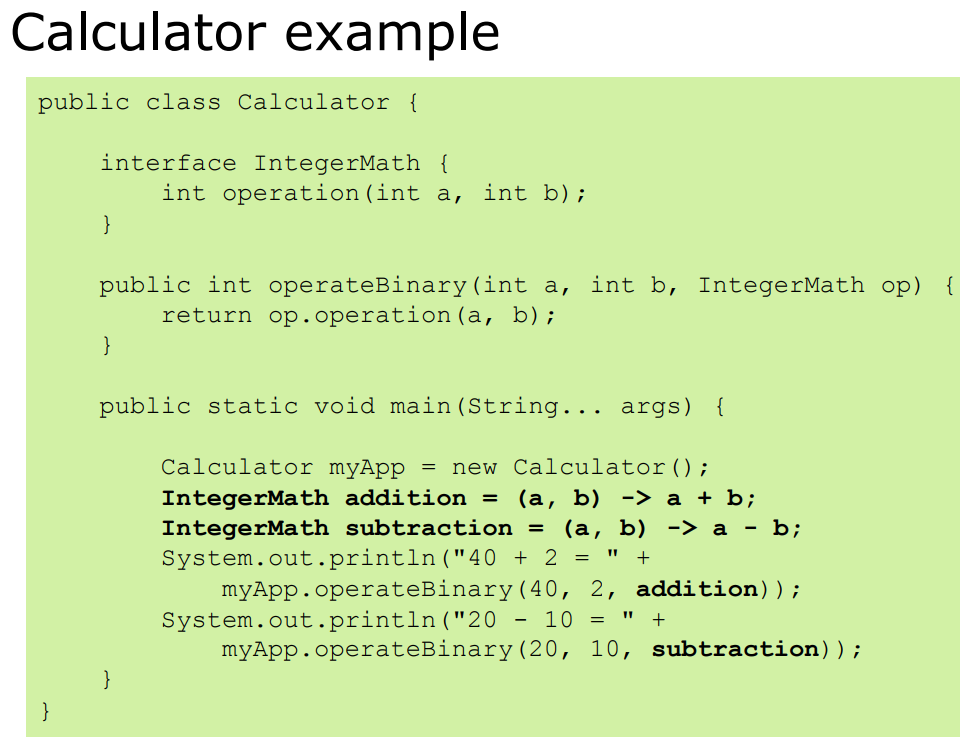 Calculator example
public class Calculator {
interface IntegerMath {
int operation(int a, int b);
}
public int operateBinary(int a, int b, IntegerMath op) {
return op.operation(a, b);
}
public static void main(String... args) {
Calculator myApp = new Calculator();
IntegerMath addition = (a, b) -> a + b;
IntegerMath subtraction = (a, b) -> a - b;
System.out.println("40 + 2 = " +
myApp.operateBinary(40, 2, addition));
System.out.println("20 - 10 = " +
myApp.operateBinary(20, 10, subtraction));
}
}